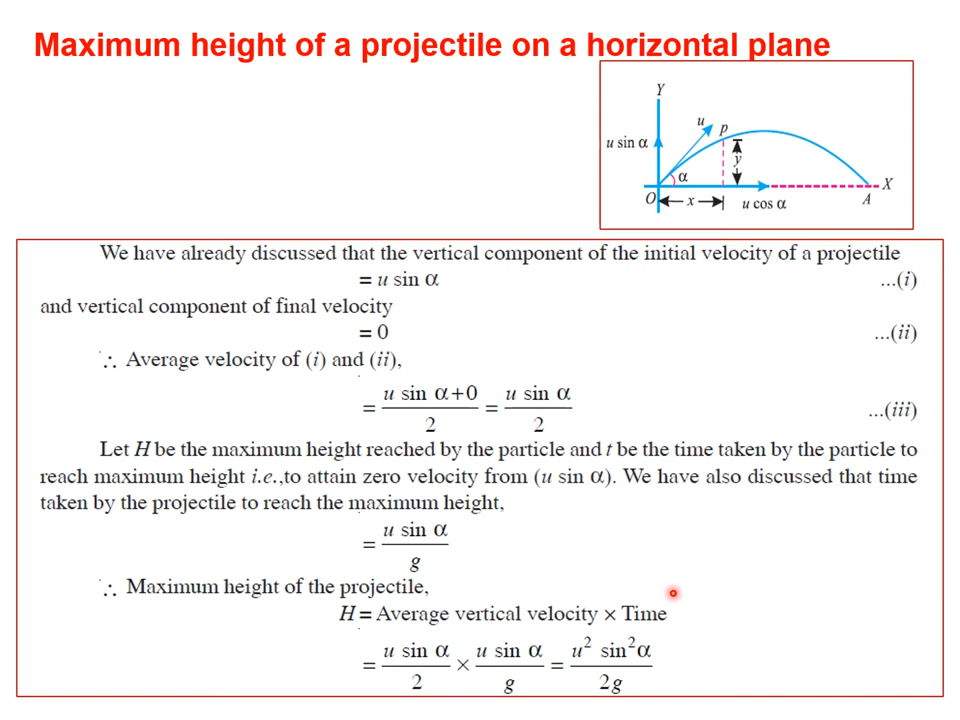 Maximum height of a projectile on a horizontal plane
Y
u
P
u sin α
y
α
O
x
u cos α
A
X
We have already discussed that the vertical component of the initial velocity of a projectile
= u sin α ...(i)
and vertical component of final velocity
= 0 ...(ii)
∴ Average velocity of (i) and (ii),
= (u sin α+0)/2 = (u sin α)/2 ...(iii)
Let H be the maximum height reached by the particle and t be the time taken by the particle to
reach maximum height i.e.,to attain zero velocity from (u sin α). We have also discussed that time
taken by the projectile to reach the maximum height,
= (u sin α)/g
∴ Maximum height of the projectile,
H = Average vertical velocity × Time
= (u sin α)/2 × (u sin α)/g = (u² sin²α)/2g